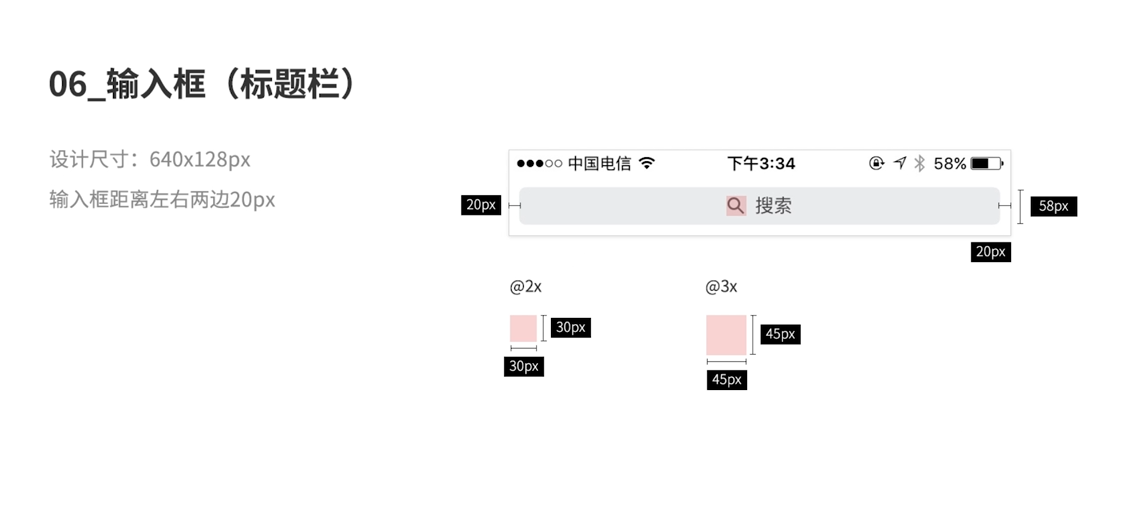 06_输入框（标题栏）
设计尺寸：640x128px
输入框距离左右两边20px
中国电信 下午3:34 58%
20px 搜索 58px
20px
@2x @3x
30px 45px
30px 45px